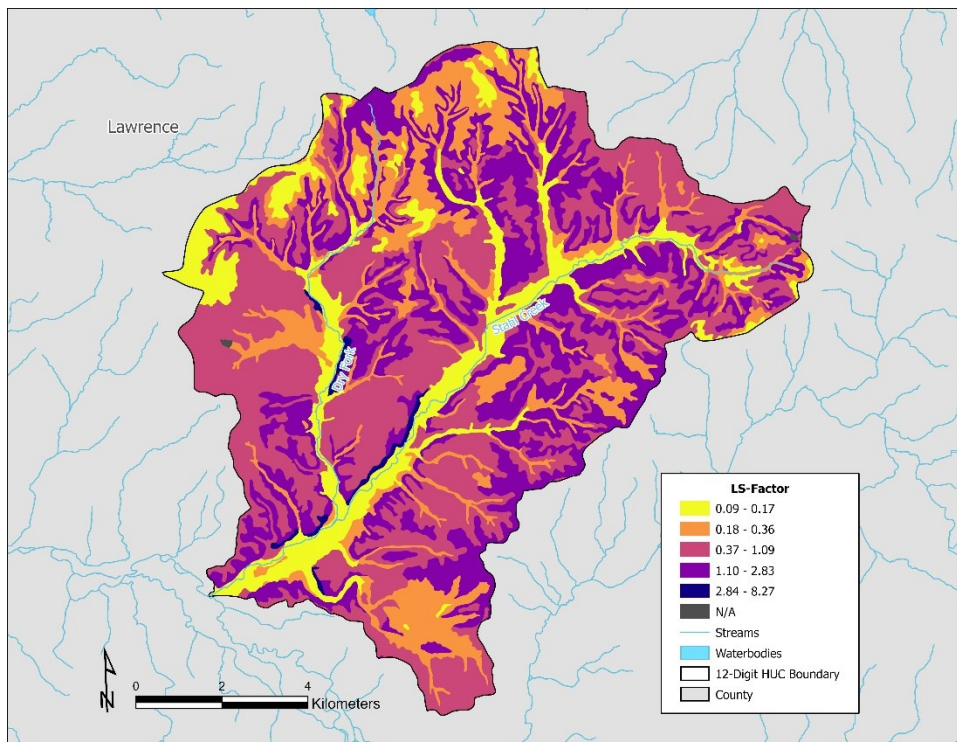 Lawrence
Stahl Creek
Dry Fork
LS-Factor
0.09 - 0.17
0.18 - 0.36
0.37 - 1.09
1.10 - 2.83
2.84 - 8.27
N/A
Streams
Waterbodies
12-Digit HUC Boundary
County
N
0 2 4
Kilometers